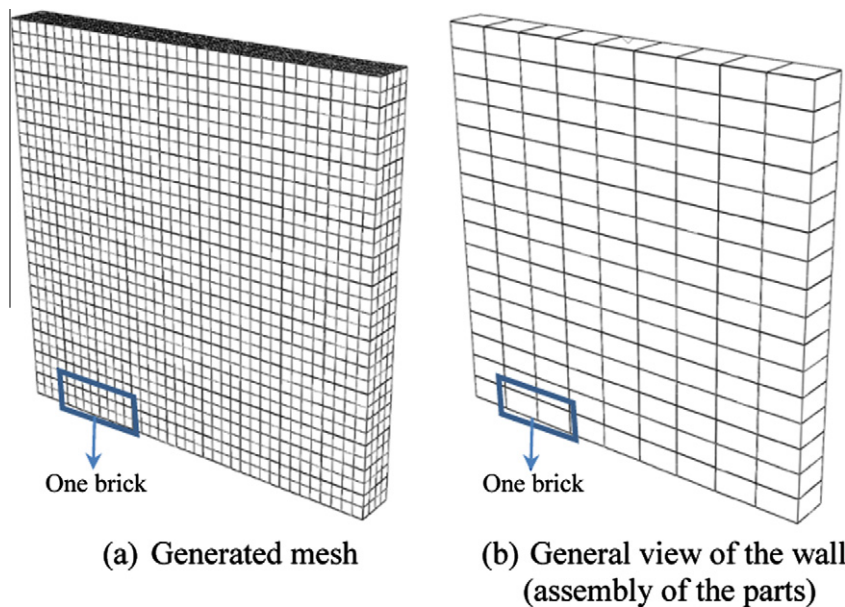 One brick
One brick
(a) Generated mesh
(b) General view of the wall
(assembly of the parts)